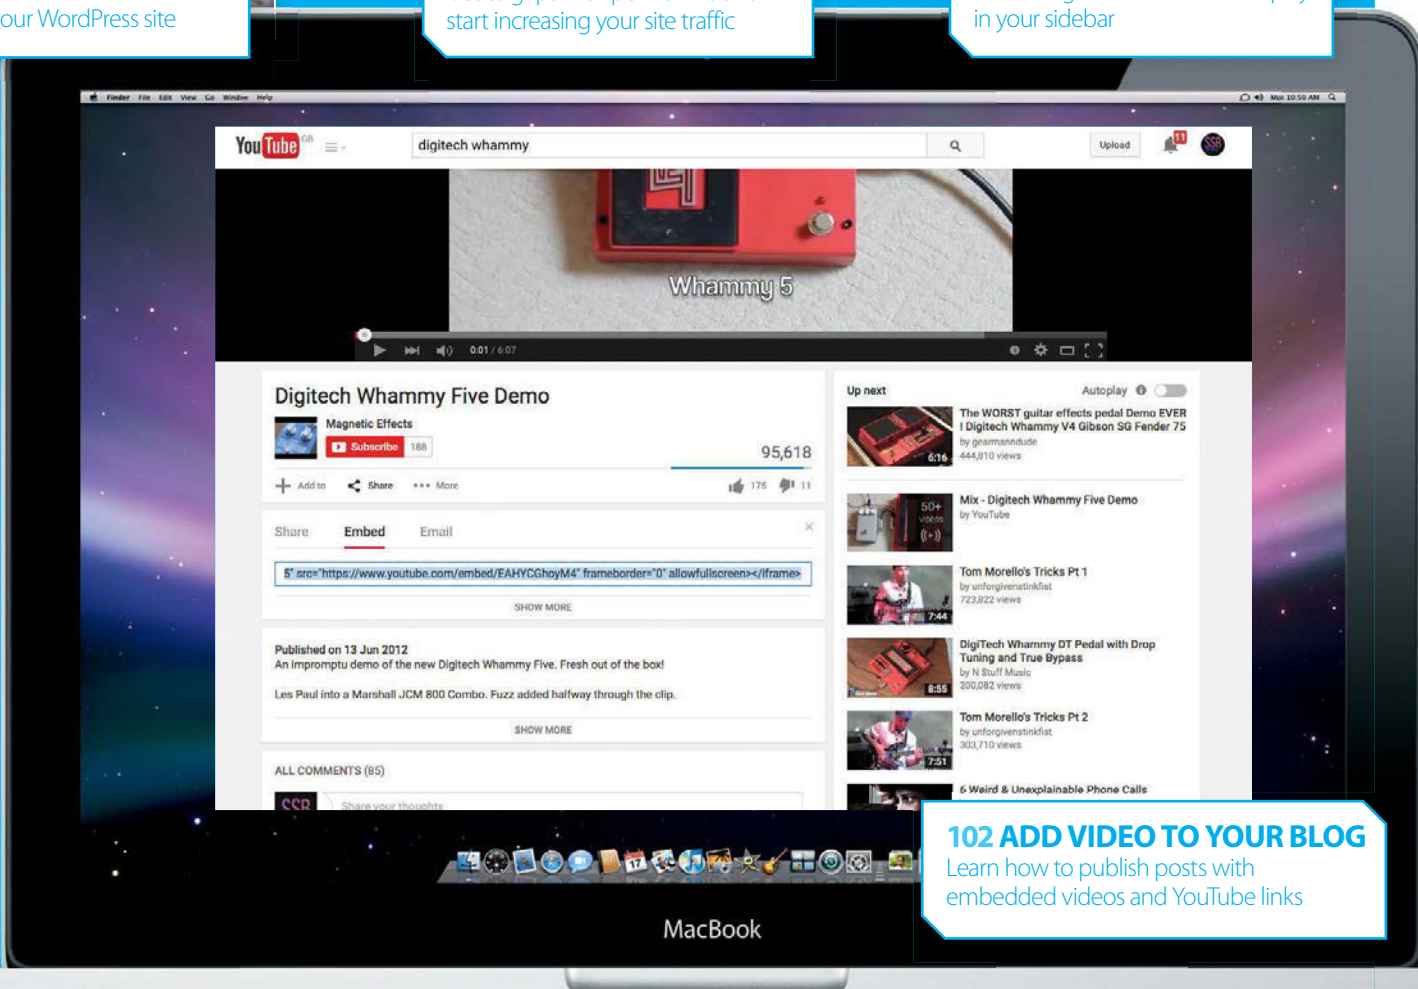 our WordPress site
start increasing your site traffic
in your sidebar
Finder File Edit View Go Window Help
Mon 10:50 AM
YouTube GB
digitech whammy
Upload
11
SSB
Whammy 5
0:01 / 6:07
Digitech Whammy Five Demo
Magnetic Effects
Subscribe 188
95,618
Add to Share More
175 11
Share Embed Email
5" src="https://www.youtube.com/embed/EAHYCGhoyM4" frameborder="0" allowfullscreen></iframe>
SHOW MORE
Published on 13 Jun 2012
An impromptu demo of the new Digitech Whammy Five. Fresh out of the box!
Les Paul into a Marshall JCM 800 Combo. Fuzz added halfway through the clip.
SHOW MORE
ALL COMMENTS (85)
SSB
Share your thoughts
Up next
Autoplay
The WORST guitar effects pedal Demo EVER
! Digitech Whammy V4 Gibson SG Fender 75
by gearmanndude
444,810 views
6:16
Mix - Digitech Whammy Five Demo
by YouTube
50+
VIDEOS
Tom Morello's Tricks Pt 1
by unforgivenstinkfist
723,822 views
7:44
DigiTech Whammy DT Pedal with Drop
Tuning and True Bypass
by N Stuff Music
200,082 views
8:55
Tom Morello's Tricks Pt 2
by unforgivenstinkfist
303,710 views
7:51
6 Weird & Unexplainable Phone Calls
17
102 ADD VIDEO TO YOUR BLOG
Learn how to publish posts with
embedded videos and YouTube links
MacBook